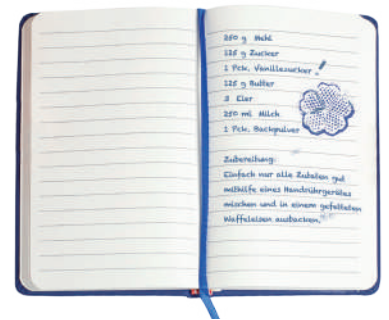 250 g Mehl
125 g Zucker
1 Pck. Vanillezucker!
125 g Butter
3 Eier
250 ml Milch
1 Pck. Backpulver
Zubereitung:
Einfach nur alle Zutaten gut
mithilfe eines Handrührgerätes
mischen und in einem gefetteten
Waffeleisen ausbacken.